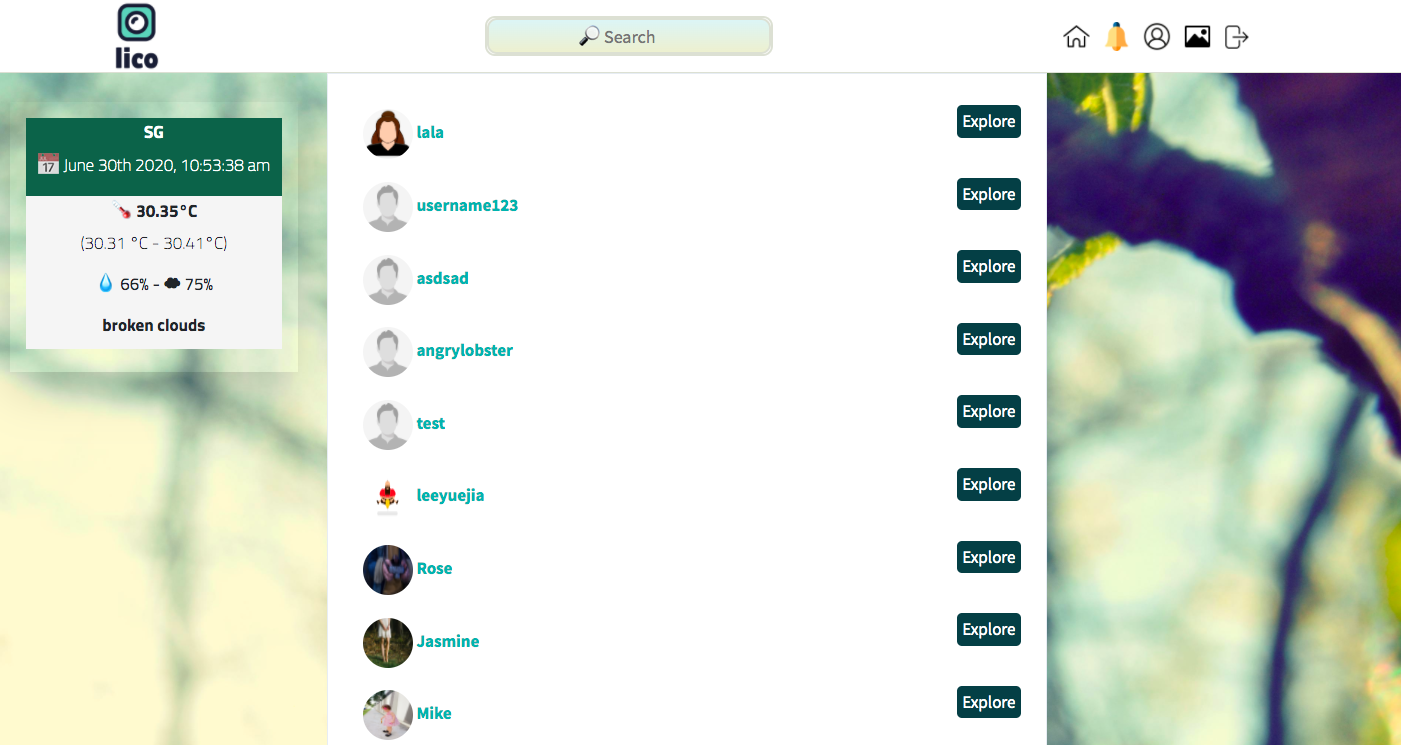 lico
🔎 Search
SG
17 June 30th 2020, 10:53:38 am
30.35°C
(30.31 °C - 30.41°C)
66% - 75%
broken clouds
lala
Explore
username123
Explore
asdsad
Explore
angrylobster
Explore
test
Explore
leeyuejia
Explore
Rose
Explore
Jasmine
Explore
Mike
Explore